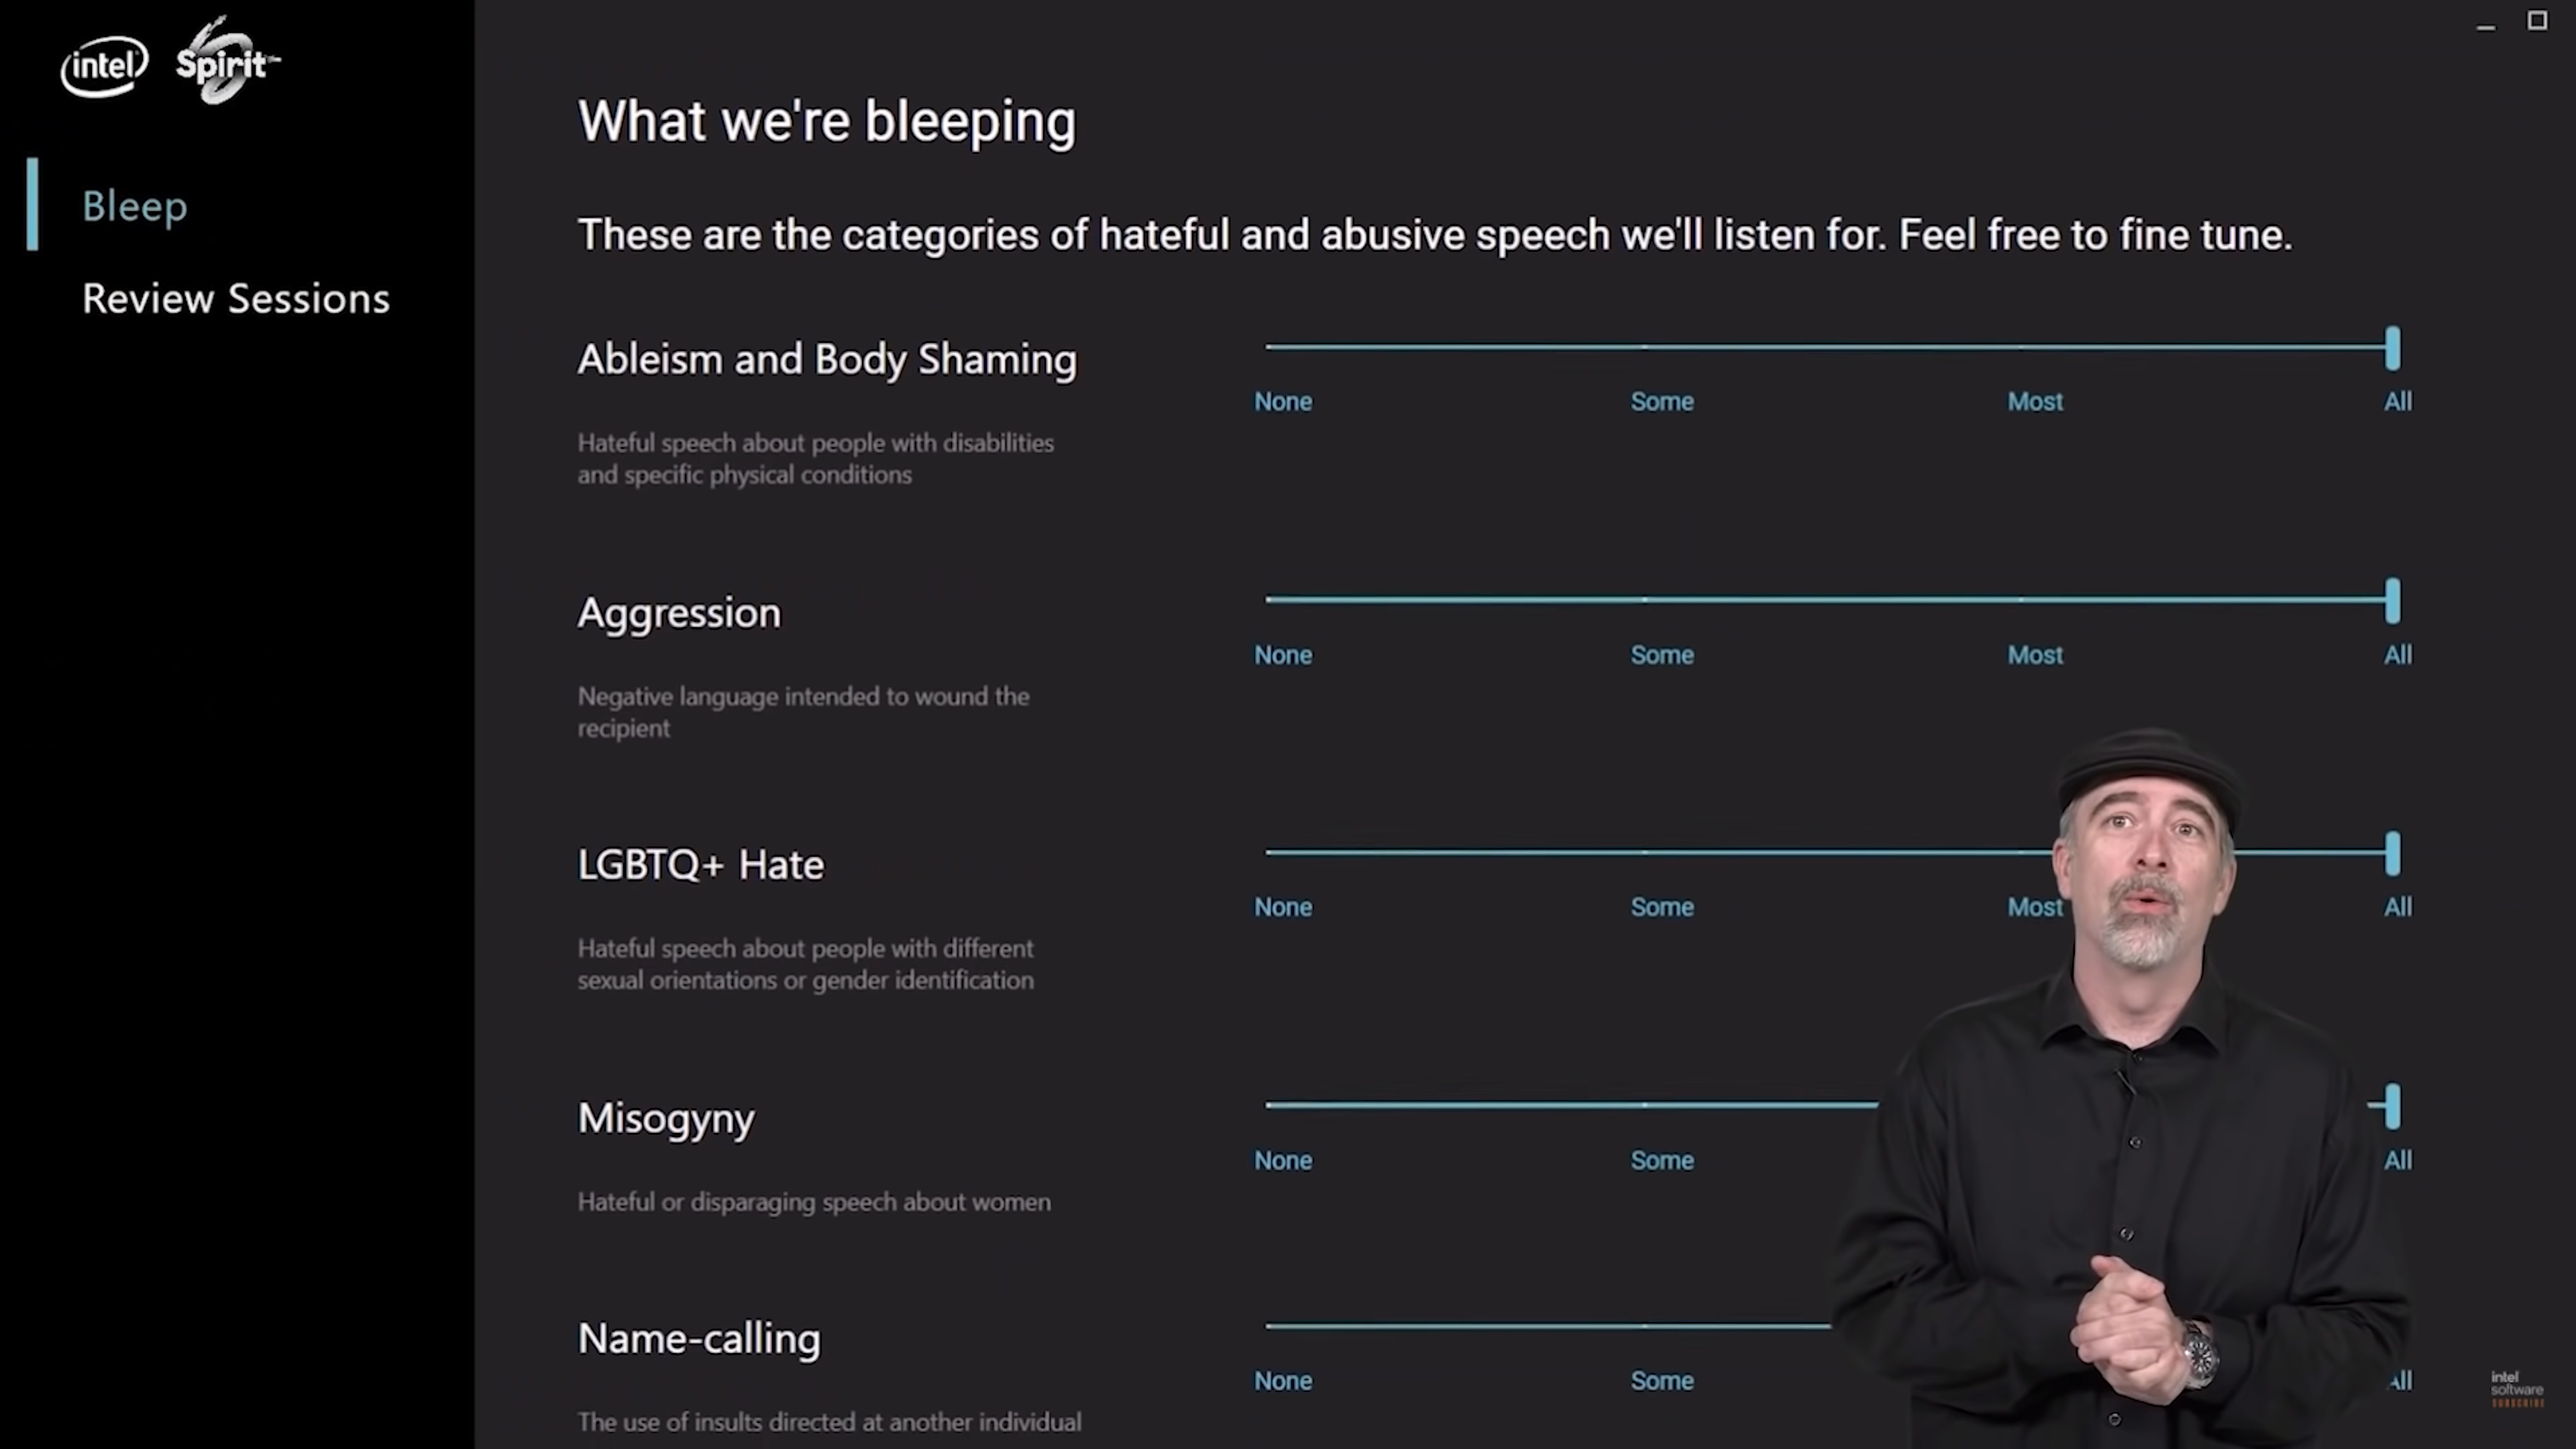 intel
Spirit
Bleep
Review Sessions
What we're bleeping
These are the categories of hateful and abusive speech we'll listen for. Feel free to fine tune.
Ableism and Body Shaming
Hateful speech about people with disabilities
and specific physical conditions
None Some Most All
Aggression
Negative language intended to wound the
recipient
None Some Most All
LGBTQ+ Hate
Hateful speech about people with different
sexual orientations or gender identification
None Some Most All
Misogyny
Hateful or disparaging speech about women
None Some All
Name-calling
The use of insults directed at another individual
None Some All
intel
software
SUBSCRIBE